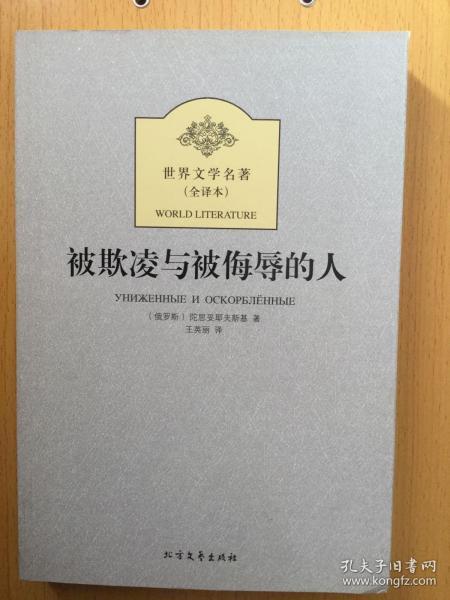 世界文学名著
（全译本）
WORLD LITERATURE
被欺凌与被侮辱的人
УНИЖЕННЫЕ И ОСКОРБЛЁННЫЕ
（俄罗斯）陀思妥耶夫斯基 著
王英丽 译
北方文艺出版社
孔夫子旧书网
www.kongfz.com